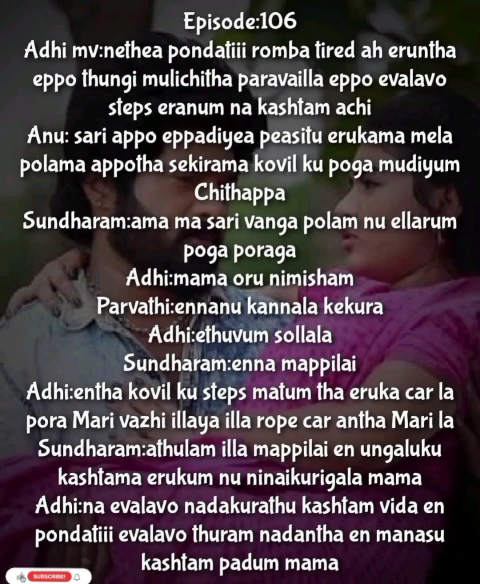 Episode:106
Adhi mv:nethea pondatiii romba tired ah eruntha
eppo thungi mulichitha paravailla eppo evalavo
steps eranum na kashtam achi
Anu: sari appo eppadiyea peasitu erukama mela
polama appotha sekirama kovil ku poga mudiyum
Chithappa
Sundharam:ama ma sari vanga polam nu ellarum
poga poraga
Adhi:mama oru nimisham
Parvathi:ennanu kannala kekura
Adhi:ethuvum sollala
Sundharam:enna mappilai
Adhi:entha kovil ku steps matum tha eruka car la
pora Mari vazhi illaya illa rope car antha Mari la
Sundharam:athulam illa mappilai en ungaluku
kashtama erukum nu ninaikurigala mama
Adhi:na evalavo nadakurathu kashtam vida en
pondatiii evalavo thuram nadantha en manasu
kashtam padum mama
SUBSCRIBE!